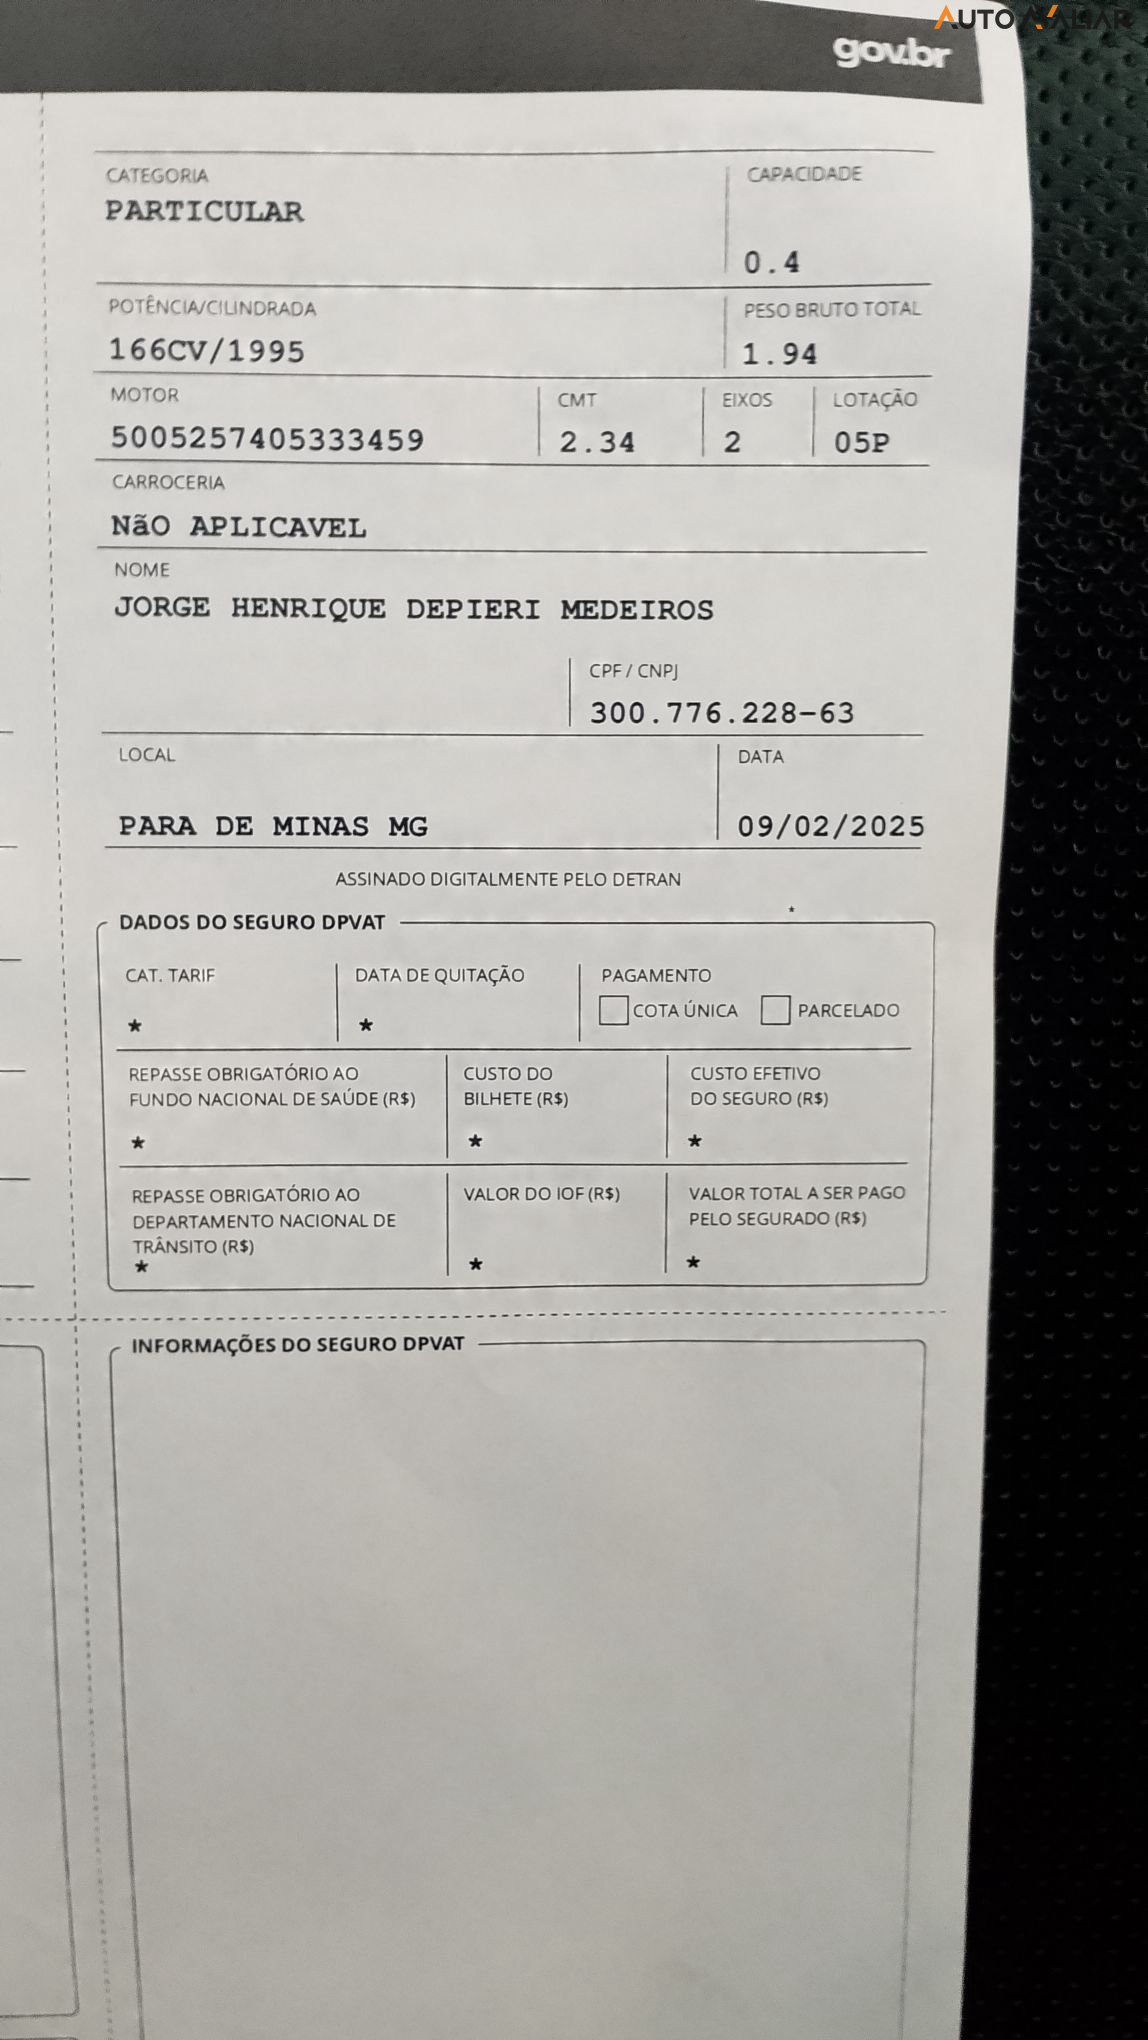 AUTOAVALIAR
gov.br
CATEGORIA
PARTICULAR
CAPACIDADE
0.4
POTÊNCIA/CILINDRADA
166CV/1995
PESO BRUTO TOTAL
1.94
MOTOR
5005257405333459
CMT
2.34
EIXOS
2
LOTAÇÃO
05P
CARROCERIA
NãO APLICAVEL
NOME
JORGE HENRIQUE DEPIERI MEDEIROS
CPF / CNPJ
300.776.228-63
LOCAL
PARA DE MINAS MG
DATA
09/02/2025
ASSINADO DIGITALMENTE PELO DETRAN
DADOS DO SEGURO DPVAT
CAT. TARIF
*
DATA DE QUITAÇÃO
*
PAGAMENTO
COTA ÚNICA PARCELADO
REPASSE OBRIGATÓRIO AO
FUNDO NACIONAL DE SAÚDE (R$)
*
CUSTO DO
BILHETE (R$)
*
CUSTO EFETIVO
DO SEGURO (R$)
*
REPASSE OBRIGATÓRIO AO
DEPARTAMENTO NACIONAL DE
TRÂNSITO (R$)
*
VALOR DO IOF (R$)
*
VALOR TOTAL A SER PAGO
PELO SEGURADO (R$)
*
INFORMAÇÕES DO SEGURO DPVAT